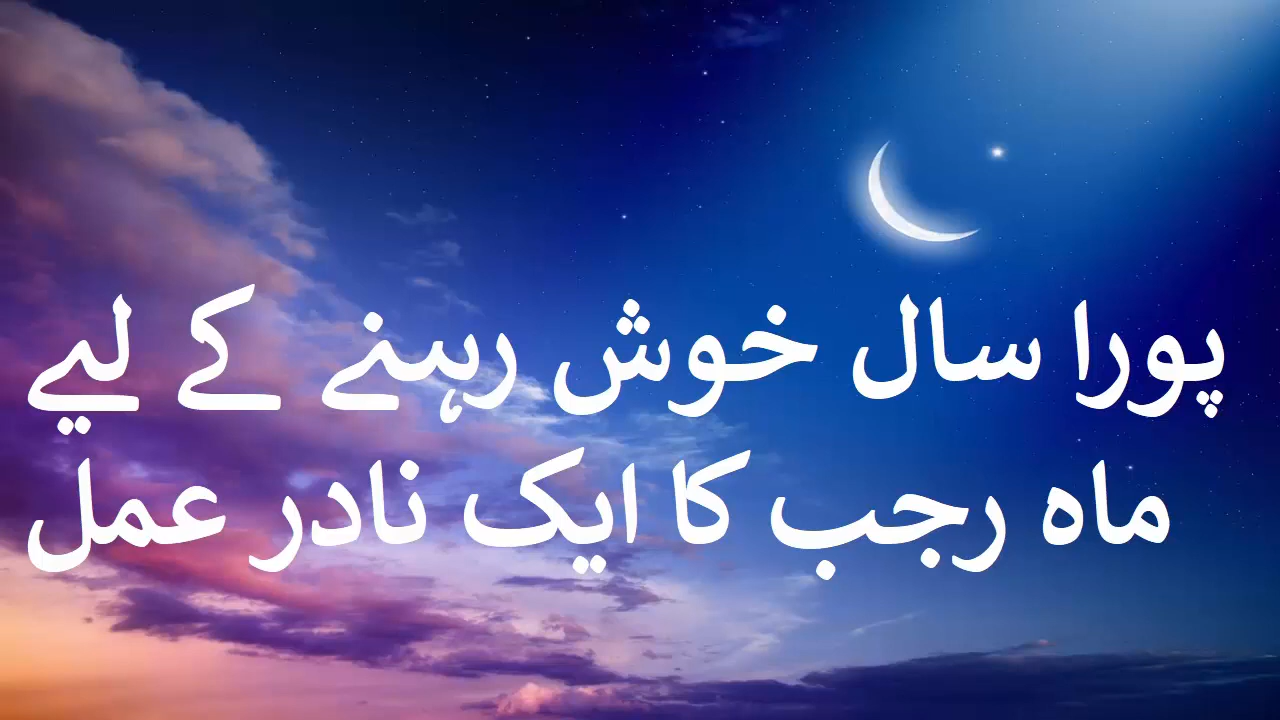 پورا سال خوش رہنے کے لیے
ماہ رجب کا ایک نادر عمل